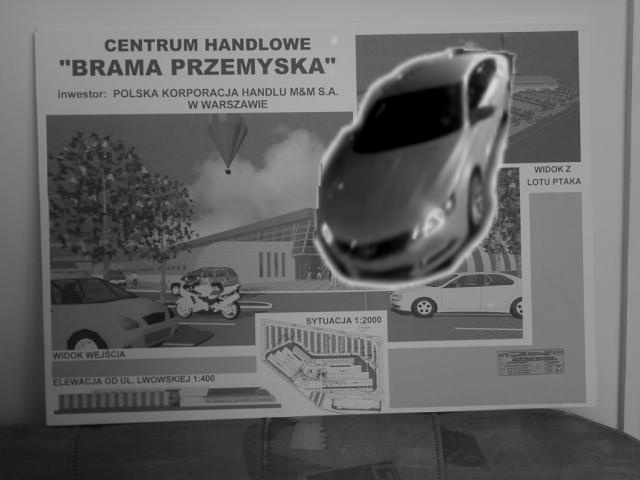 CENTRUM HANDLOWE
"BRAMA PRZEMYSKA"
inwestor: POLSKA KORPORACJA HANDLU M&M S.A.
W WARSZAWIE
WIDOK Z
LOTU PTAKA
SYTUACJA 1:2000
WIDOK WEJŚCIA
ELEWACJA OD UL. LWOWSKIEJ 1:400